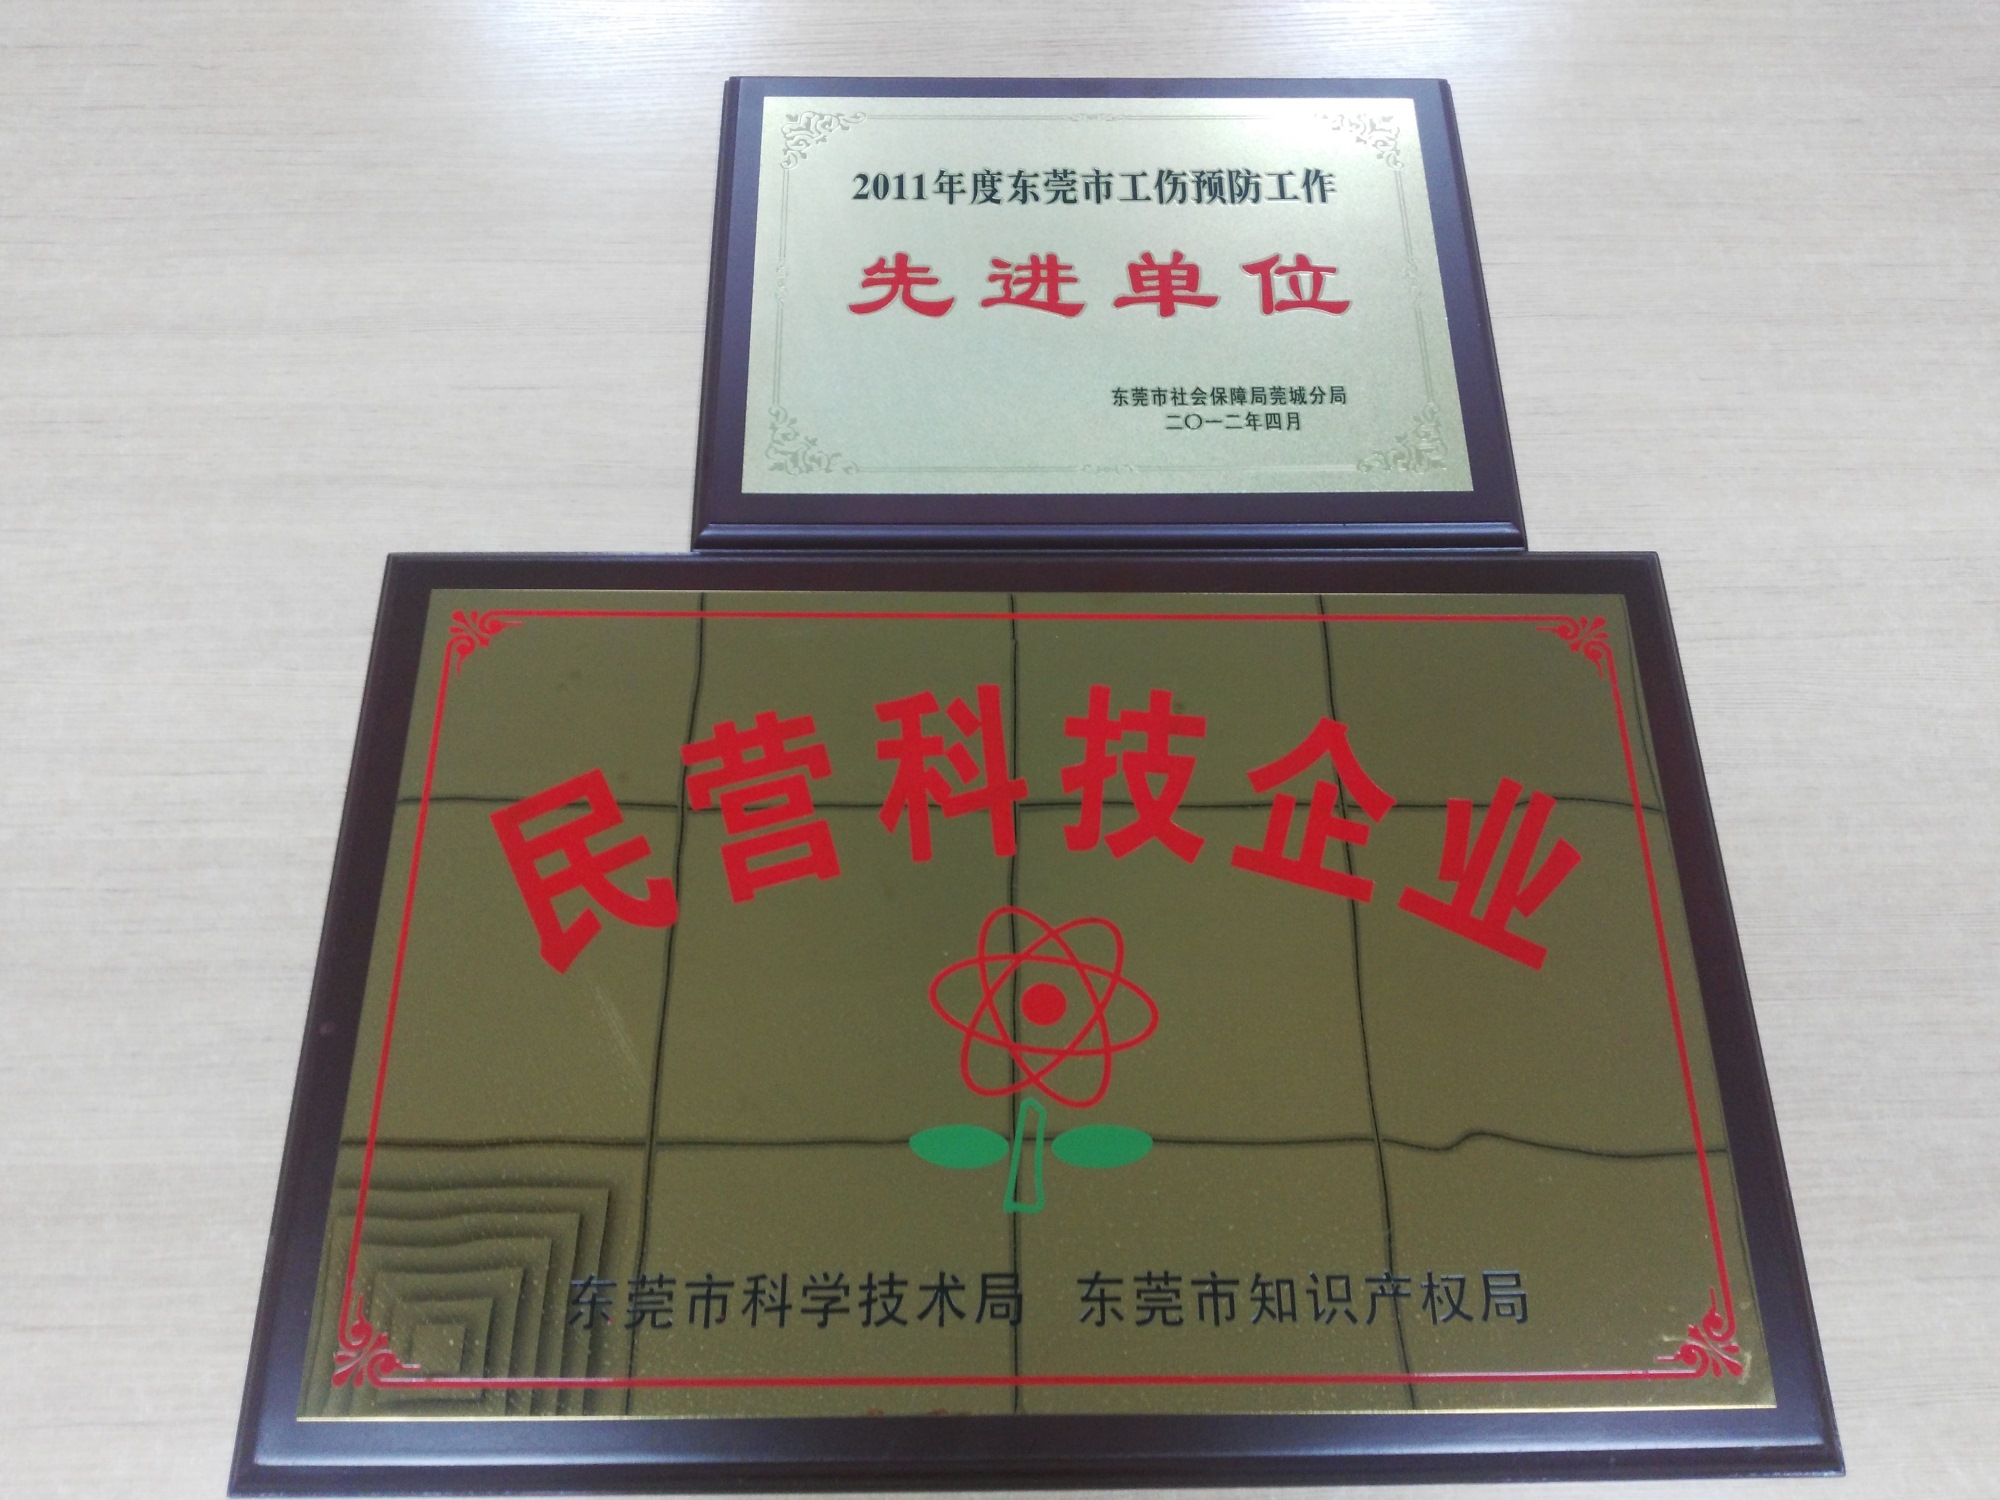 2011年度东莞市工伤预防工作
先进单位
东莞市社会保障局莞城分局
二〇一二年四月
民营科技企业
东莞市科学技术局 东莞市知识产权局